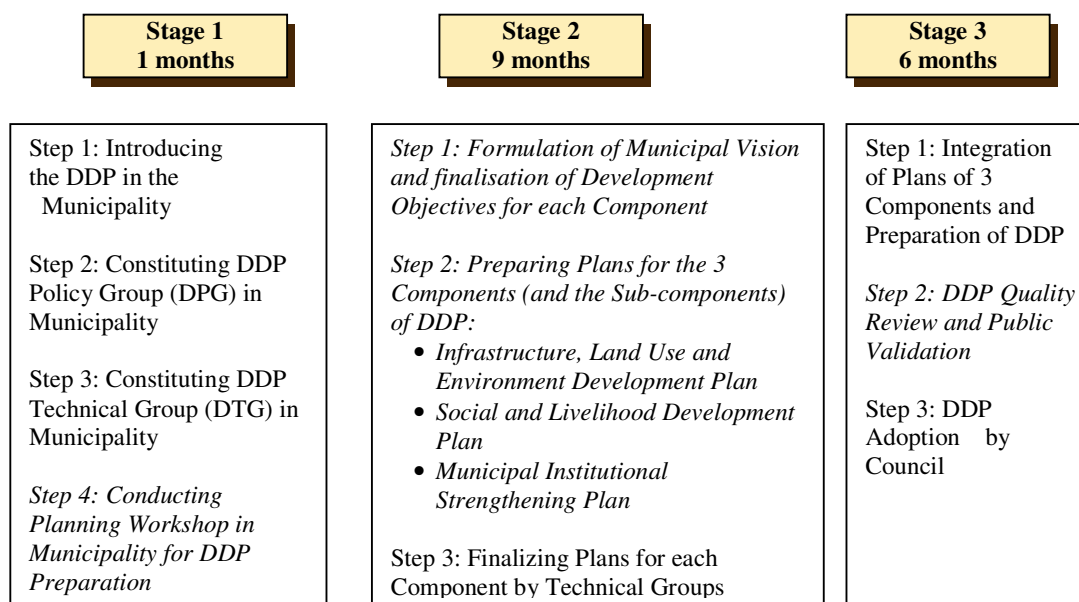 Stage 1
1 months
Stage 2
9 months
Stage 3
6 months
Step 1: Introducing
the DDP in the
Municipality
Step 2: Constituting DDP
Policy Group (DPG) in
Municipality
Step 3: Constituting DDP
Technical Group (DTG) in
Municipality
Step 4: Conducting
Planning Workshop in
Municipality for DDP
Preparation
Step 1: Formulation of Municipal Vision
and finalisation of Development
Objectives for each Component
Step 2: Preparing Plans for the 3
Components (and the Sub-components)
of DDP:
• Infrastructure, Land Use and
Environment Development Plan
• Social and Livelihood Development
Plan
• Municipal Institutional
Strengthening Plan
Step 3: Finalizing Plans for each
Component by Technical Groups
Step 1: Integration
of Plans of 3
Components and
Preparation of DDP
Step 2: DDP Quality
Review and Public
Validation
Step 3: DDP
Adoption by
Council